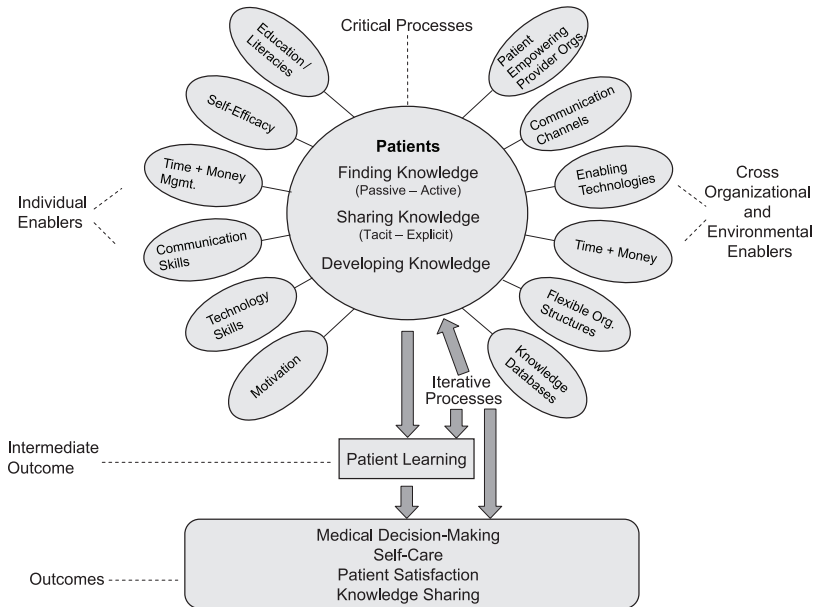 Critical Processes
Education /
Literacies
Self-Efficacy
Time + Money
Mgmt.
Communication
Skills
Technology
Skills
Motivation
Individual
Enablers
Patients
Finding Knowledge
(Passive – Active)
Sharing Knowledge
(Tacit – Explicit)
Developing Knowledge
Patient
Empowering
Provider Orgs
Communication
Channels
Enabling
Technologies
Time + Money
Flexible Org.
Structures
Knowledge
Databases
Cross
Organizational
and
Environmental
Enablers
Iterative
Processes
Intermediate
Outcome
Patient Learning
Outcomes
Medical Decision-Making
Self-Care
Patient Satisfaction
Knowledge Sharing